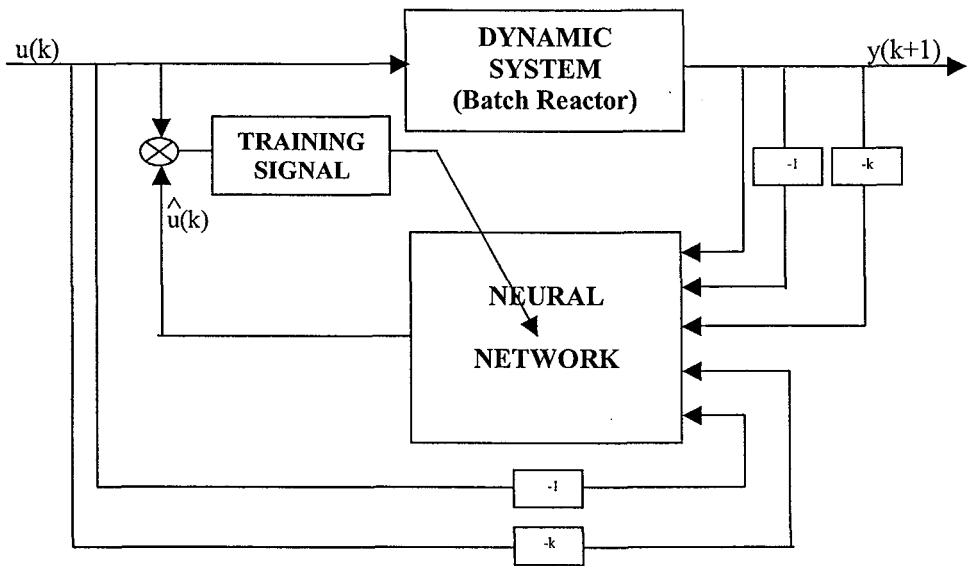 u(k)
DYNAMIC
SYSTEM
(Batch Reactor)
y(k+1)
TRAINING
SIGNAL
-1
-k
û(k)
NEURAL
NETWORK
-1
-k